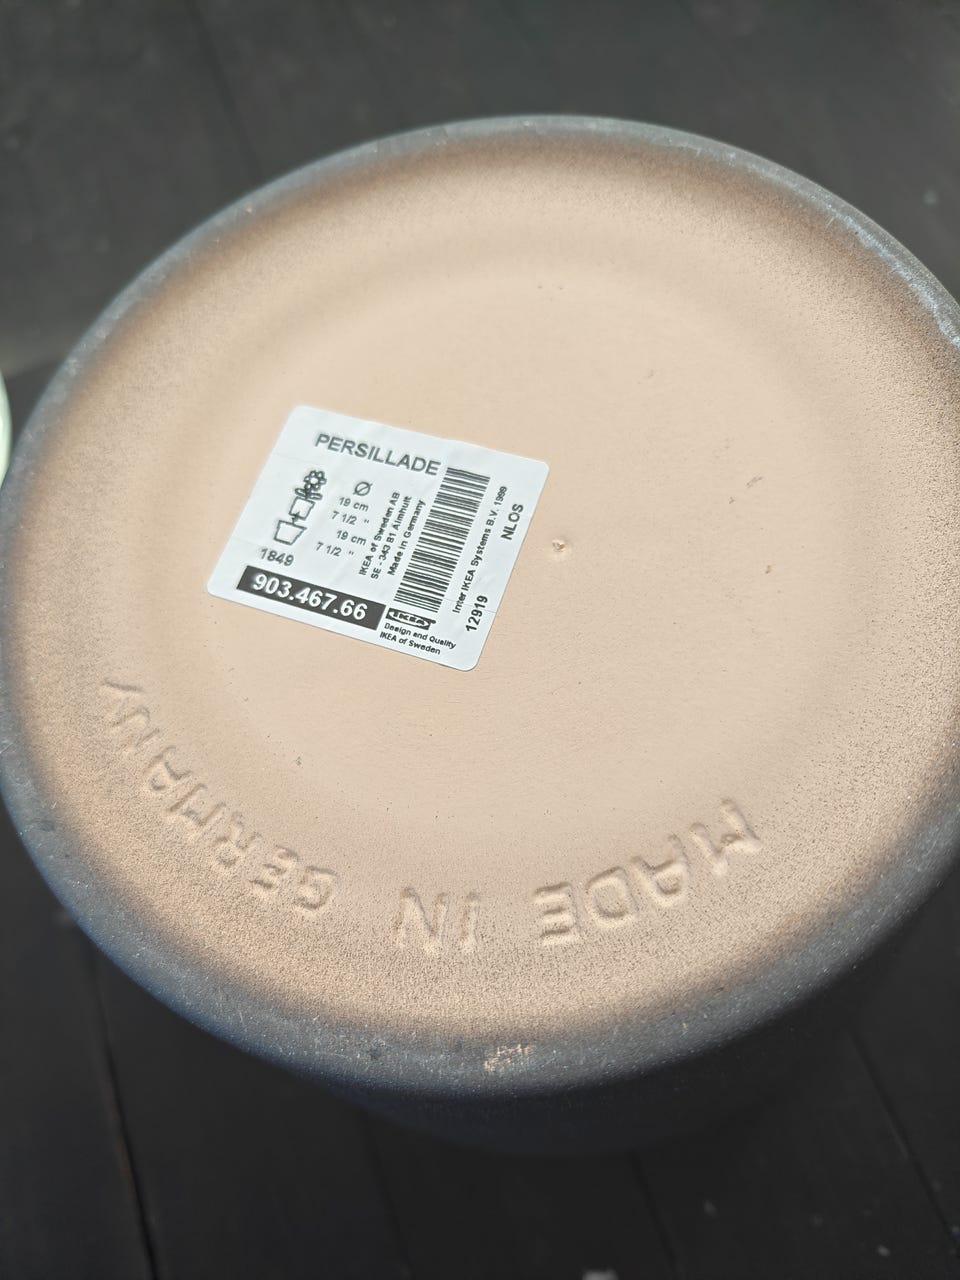 PERSILLADE
Ø
19 cm
7 1/2 "
19 cm
7 1/2 "
1849
903.467.66
IKEA of Sweden AB
SE - 343 81 Älmhult
Made in Germany
IKEA
Design and Quality
IKEA of Sweden
Inter IKEA Systems B.V. 1999
12919
NLOS
MADE IN GERMANY